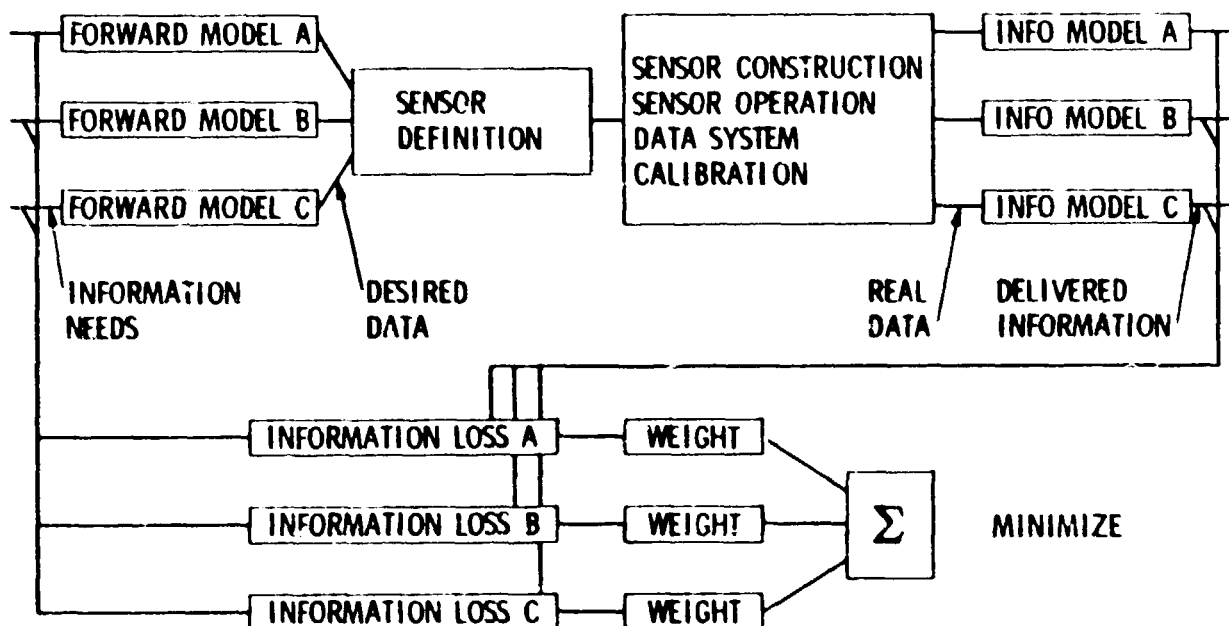 FORWARD MODEL A
FORWARD MODEL B
FORWARD MODEL C
SENSOR
DEFINITION
SENSOR CONSTRUCTION
SENSOR OPERATION
DATA SYSTEM
CALIBRATION
INFO MODEL A
INFO MODEL B
INFO MODEL C
INFORMATION
NEEDS
DESIRED
DATA
REAL
DATA
DELIVERED
INFORMATION
INFORMATION LOSS A
WEIGHT
INFORMATION LOSS B
WEIGHT
Σ
MINIMIZE
INFORMATION LOSS C
WEIGHT